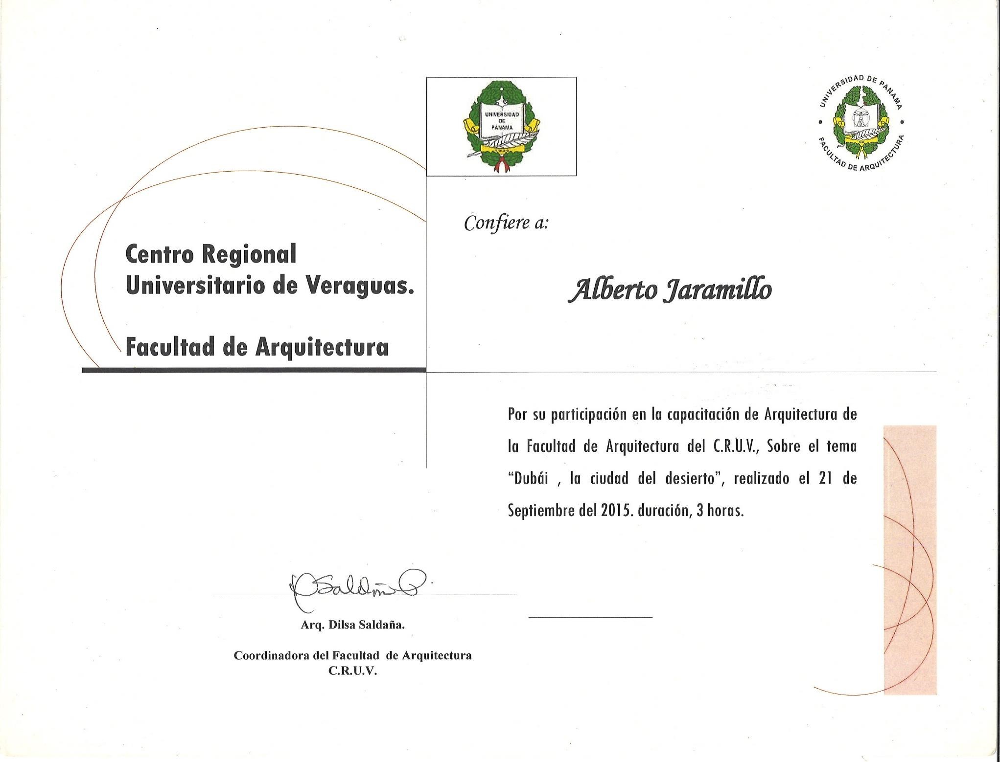 UNIVERSIDAD
DE
PANAMA
1935
UNIVERSIDAD DE PANAMA
FACULTAD DE ARQUITECTURA
Confiere a:
Centro Regional
Universitario de Veraguas.
Alberto Jaramillo
Facultad de Arquitectura
Por su participación en la capacitación de Arquitectura de
la Facultad de Arquitectura del C.R.U.V., Sobre el tema
“Dubái , la ciudad del desierto”, realizado el 21 de
Septiembre del 2015. duración, 3 horas.
Arq. Dilsa Saldaña.
Coordinadora del Facultad de Arquitectura
C.R.U.V.